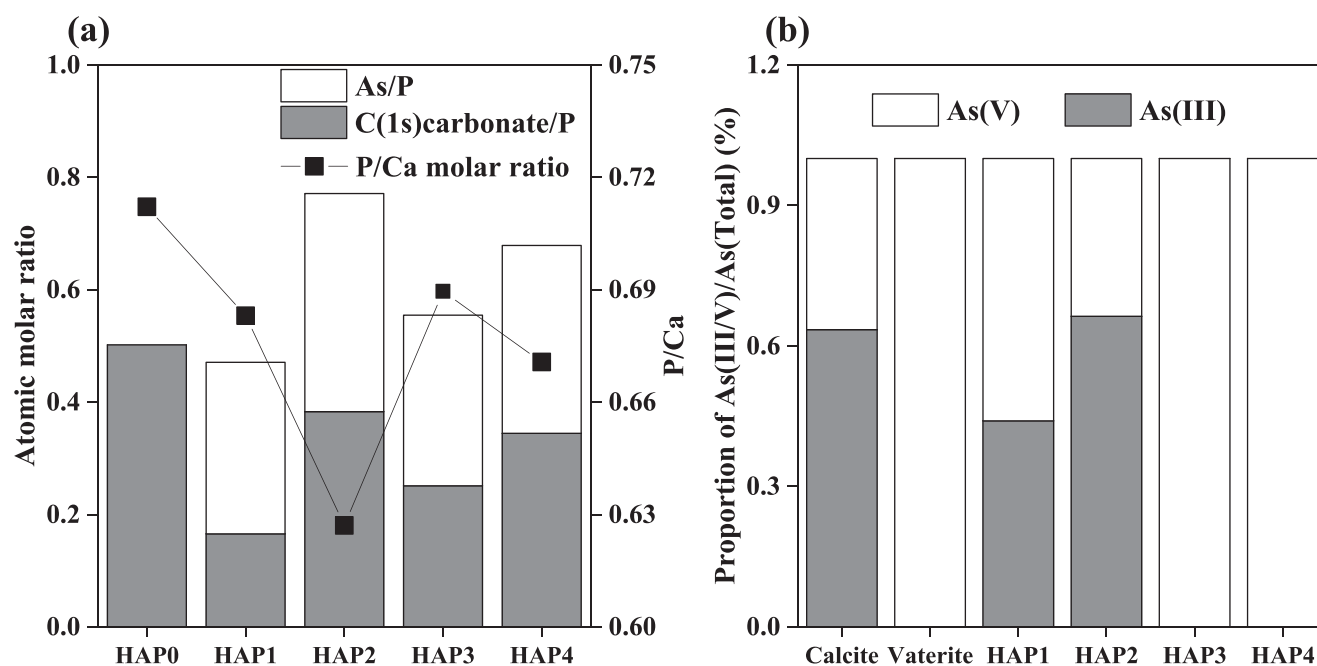 (a)
1.0
0.8
0.6
0.4
0.2
0.0
Atomic molar ratio
As/P
C(1s)carbonate/P
P/Ca molar ratio
0.75
0.72
0.69
0.66
0.63
0.60
P/Ca
HAP0 HAP1 HAP2 HAP3 HAP4
(b)
1.2
0.9
0.6
0.3
0.0
Proportion of As(III/V)/As(Total) (%)
As(V) As(III)
Calcite Vaterite HAP1 HAP2 HAP3 HAP4